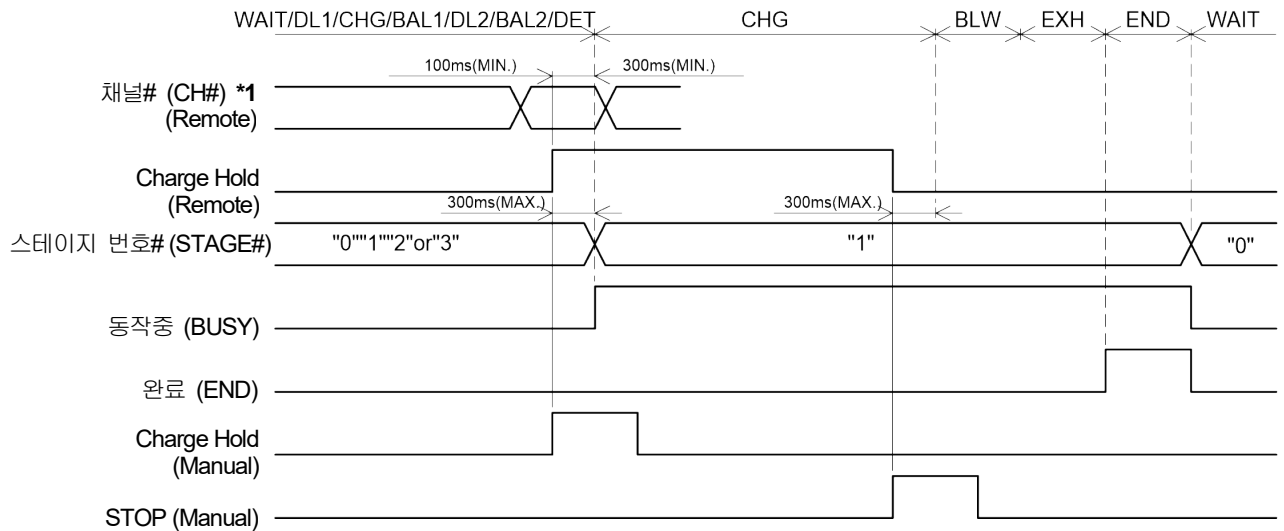 WAIT/DL1/CHG/BAL1/DL2/BAL2/DET CHG BLW EXH END WAIT
100ms(MIN.) 300ms(MIN.)
채널# (CH#) *1
(Remote)
Charge Hold
(Remote)
300ms(MAX.) 300ms(MAX.)
스테이지 번호# (STAGE#) "0""1""2"or"3" "1" "0"
동작중 (BUSY)
완료 (END)
Charge Hold
(Manual)
STOP (Manual)